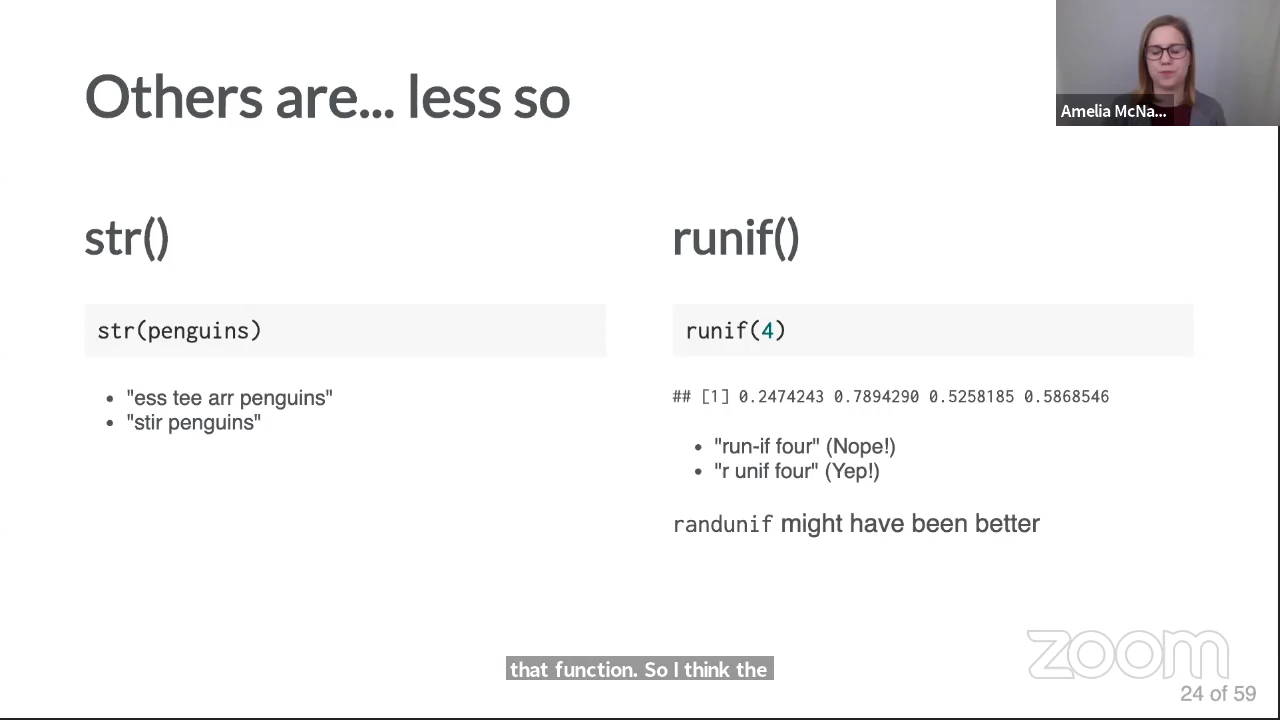 Others are... less so
Amelia McNa...
str()
str(penguins)
• "ess tee arr penguins"
• "stir penguins"
runif()
runif(4)
## [1] 0.2474243 0.7894290 0.5258185 0.5868546
• "run-if four" (Nope!)
• "r unif four" (Yep!)
randunif might have been better
that function. So I think the
zoom
24 of 59